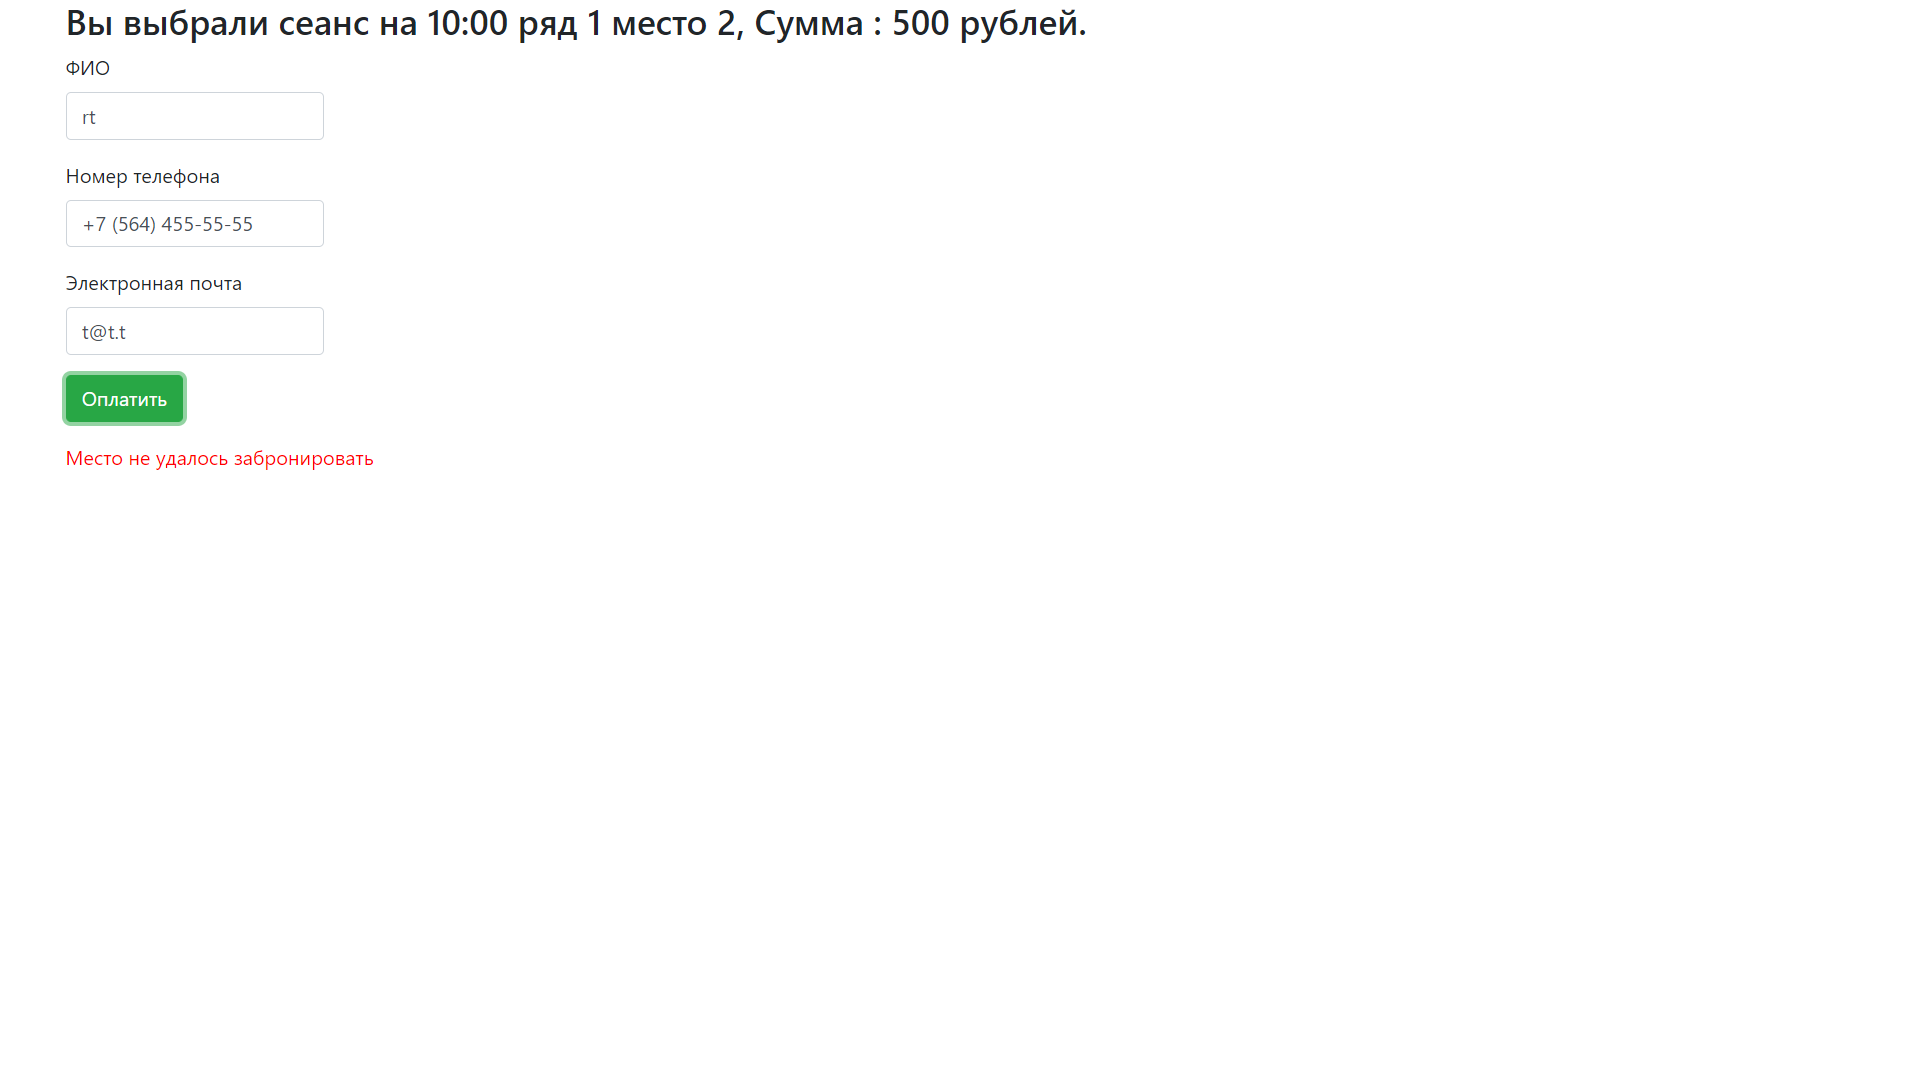 Вы выбрали сеанс на 10:00 ряд 1 место 2, Сумма : 500 рублей.
ФИО
rt
Номер телефона
+7 (564) 455-55-55
Электронная почта
t@t.t
Оплатить
Место не удалось забронировать